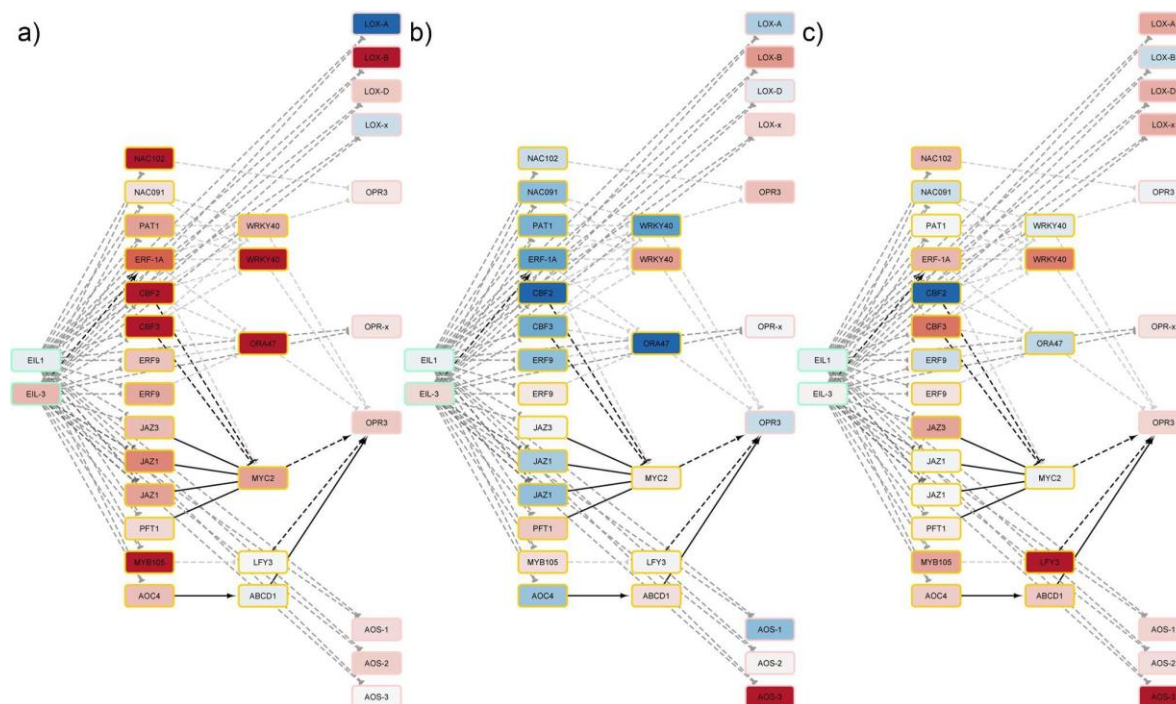 a)
LOX-A
LOX-B
LOX-D
LOX-x
NAC102
NAC091
OPR3
PAT1
WRKY40
ERF-1A
WRKY40
CBF2
CBF3
OPR-x
ORA47
EIL1
ERF9
EIL-3
ERF9
JAZ3
OPR3
JAZ1
MYC2
JAZ1
PFT1
MYB105
LFY3
AOC4
ABCD1
AOS-1
AOS-2
AOS-3
b)
LOX-A
LOX-B
LOX-D
LOX-x
NAC102
NAC091
OPR3
PAT1
WRKY40
ERF-1A
WRKY40
CBF2
CBF3
OPR-x
ORA47
EIL1
ERF9
EIL-3
ERF9
JAZ3
OPR3
JAZ1
MYC2
JAZ1
PFT1
MYB105
LFY3
AOC4
ABCD1
AOS-1
AOS-2
AOS-3
c)
LOX-A
LOX-B
LOX-D
LOX-x
NAC102
NAC091
OPR3
PAT1
WRKY40
ERF-1A
WRKY40
CBF2
CBF3
OPR-x
ORA47
EIL1
ERF9
EIL-3
ERF9
JAZ3
OPR3
JAZ1
MYC2
JAZ1
PFT1
MYB105
LFY3
AOC4
ABCD1
AOS-1
AOS-2
AOS-3